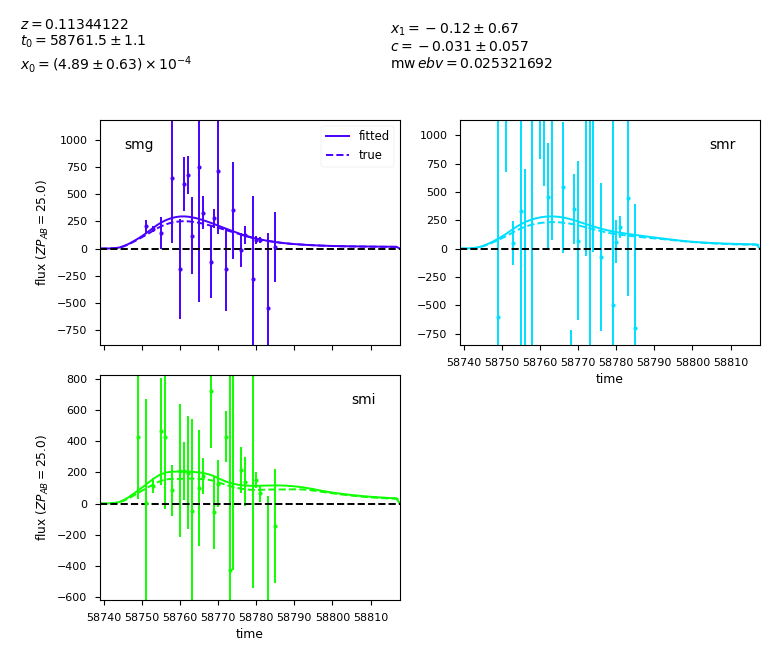 z = 0.11344122
t0 = 58761.5 ± 1.1
x0 = (4.89 ± 0.63) × 10^−4
x1 = −0.12 ± 0.67
c = −0.031 ± 0.057
mw ebv = 0.025321692
smg
fitted
true
1000
750
500
250
0
−250
−500
−750
flux (ZP_AB = 25.0)
smr
1000
750
500
250
0
−250
−500
−750
58740 58750 58760 58770 58780 58790 58800 58810
time
smi
800
600
400
200
0
−200
−400
−600
flux (ZP_AB = 25.0)
58740 58750 58760 58770 58780 58790 58800 58810
time